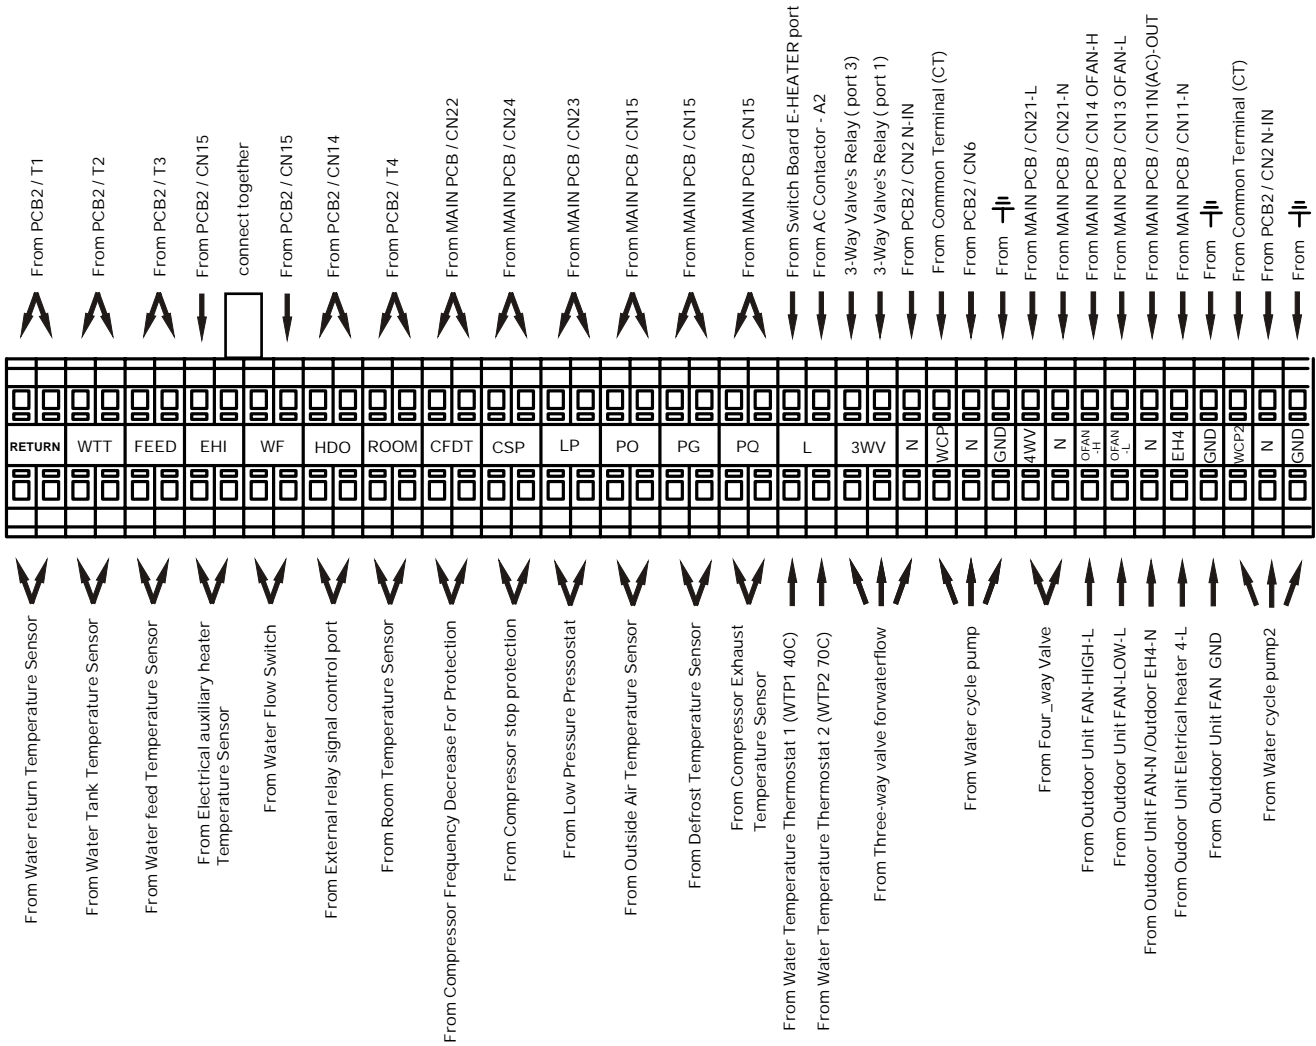 From PCB2 / T1
From PCB2 / T2
From PCB2 / T3
From PCB2 / CN15
connect together
From PCB2 / CN15
From PCB2 / CN14
From PCB2 / T4
From MAIN PCB / CN22
From MAIN PCB / CN24
From MAIN PCB / CN23
From MAIN PCB / CN15
From MAIN PCB / CN15
From MAIN PCB / CN15
From Switch Board E-HEATER port
From AC Contactor - A2
3-Way Valve's Relay ( port 3)
3-Way Valve's Relay ( port 1)
From PCB2 / CN2 N-IN
From Common Terminal (CT)
From PCB2 / CN6
From
From MAIN PCB / CN21-L
From MAIN PCB / CN21-N
From MAIN PCB / CN14 OFAN-H
From MAIN PCB / CN13 OFAN-L
From MAIN PCB / CN11N(AC)-OUT
From MAIN PCB / CN11-N
From
From Common Terminal (CT)
From PCB2 / CN2 N-IN
From
RETURN
WTT
FEED
EHI
WF
HDO
ROOM
CFDT
CSP
LP
PO
PG
PQ
L
3WV
N
WCP
N
GND
4WV
N
OFAN
-H
OFAN
-L
N
EH4
GND
WCP2
N
GND
From Water return Temperature Sensor
From Water Tank Temperature Sensor
From Water feed Temperature Sensor
From Electrical auxiliary heater
Temperature Sensor
From Water Flow Switch
From External relay signal control port
From Room Temperature Sensor
From Compressor Frequency Decrease For Protection
From Compressor stop protection
From Low Pressure Pressostat
From Outside Air Temperature Sensor
From Defrost Temperature Sensor
From Compressor Exhaust
Temperature Sensor
From Water Temperature Thermostat 1 (WTP1 40C)
From Water Temperature Thermostat 2 (WTP2 70C)
From Three-way valve forwaterflow
From Water cycle pump
From Four_way Valve
From Outdoor Unit FAN-HIGH-L
From Outdoor Unit FAN-LOW-L
From Outdoor Unit FAN-N/Outdoor EH4-N
From Oudoor Unit Eletrical heater 4-L
From Outdoor Unit FAN GND
From Water cycle pump2